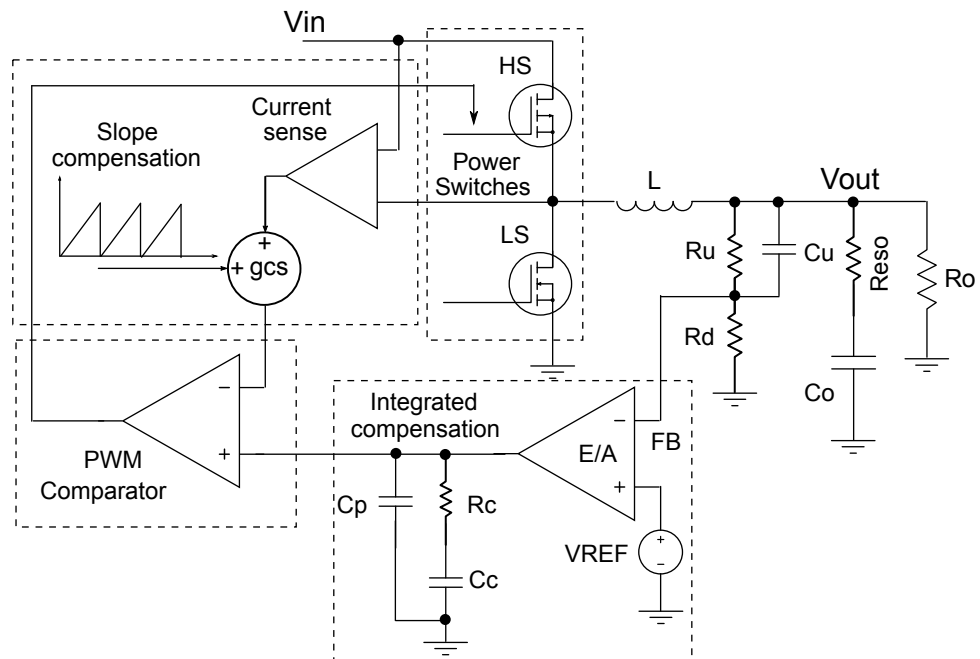 Vin
HS
Current
sense
Slope
compensation
Power
Switches
L
Vout
+
+ gcs
LS
Ru
Cu
Reso
Ro
Rd
Co
−
+
PWM
Comparator
Integrated
compensation
−
E/A
+
FB
Cp
Rc
Cc
VREF
+
−